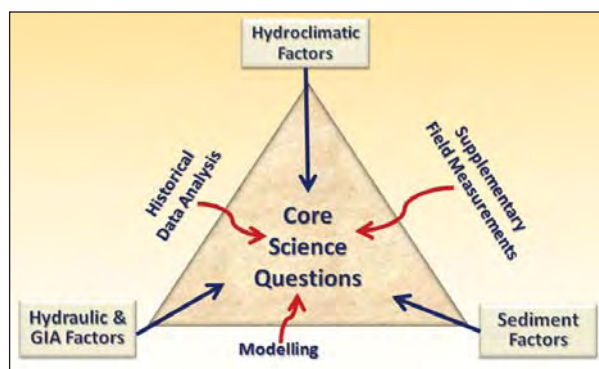 Hydroclimatic
Factors
Historical
Data Analysis
Supplementary
Field Measurements
Core
Science
Questions
Hydraulic &
GIA Factors
Modelling
Sediment
Factors